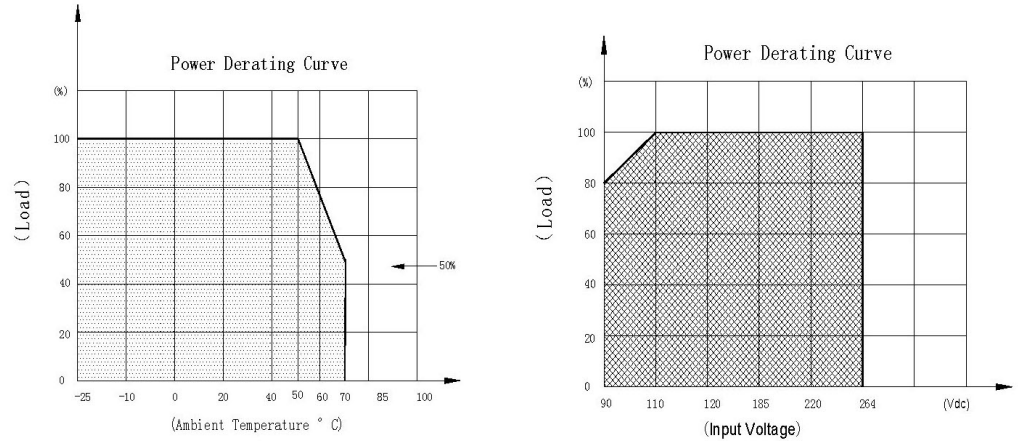 Power Derating Curve
(%)
100
80
60
40
20
0
(Load)
50%
-25 -10 0 20 40 50 60 70 85 100
(Ambient Temperature ° C)
Power Derating Curve
(%)
100
80
60
40
20
0
(Load)
90 110 120 185 220 264 (Vdc)
(Input Voltage)